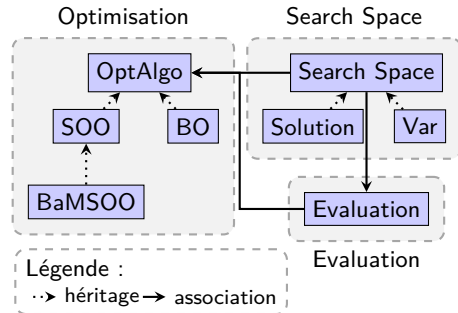 Optimisation
Search Space
OptAlgo
Search Space
SOO
BO
Solution
Var
BaMSOO
Evaluation
Evaluation
Légende :
héritage association